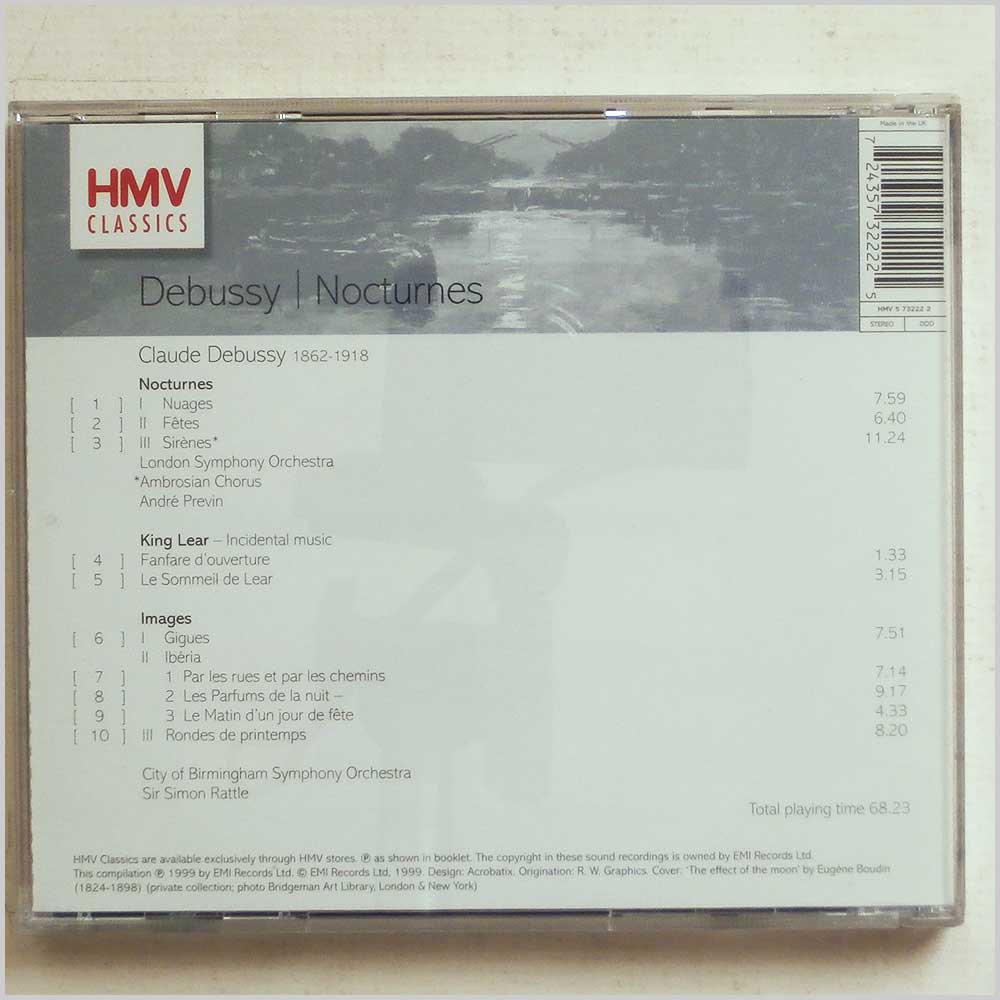 HMV
CLASSICS
Made in the UK
7 24357 32222 5
HMV 5 73222 2
STEREO DDD
Debussy | Nocturnes
Claude Debussy 1862-1918
Nocturnes
[ 1 ] I Nuages 7.59
[ 2 ] II Fêtes 6.40
[ 3 ] III Sirènes* 11.24
London Symphony Orchestra
*Ambrosian Chorus
André Previn
King Lear – Incidental music
[ 4 ] Fanfare d'ouverture 1.33
[ 5 ] Le Sommeil de Lear 3.15
Images
[ 6 ] I Gigues 7.51
II Ibéria
[ 7 ] 1 Par les rues et par les chemins 7.14
[ 8 ] 2 Les Parfums de la nuit – 9.17
[ 9 ] 3 Le Matin d'un jour de fête 4.33
[ 10 ] III Rondes de printemps 8.20
City of Birmingham Symphony Orchestra
Sir Simon Rattle
Total playing time 68.23
HMV Classics are available exclusively through HMV stores. ℗ as shown in booklet. The copyright in these sound recordings is owned by EMI Records Ltd.
This compilation ℗ 1999 by EMI Records Ltd. © EMI Records Ltd, 1999. Design: Acrobatix. Origination: R. W. Graphics. Cover: 'The effect of the moon' by Eugène Boudin
(1824-1898) (private collection; photo Bridgeman Art Library, London & New York)